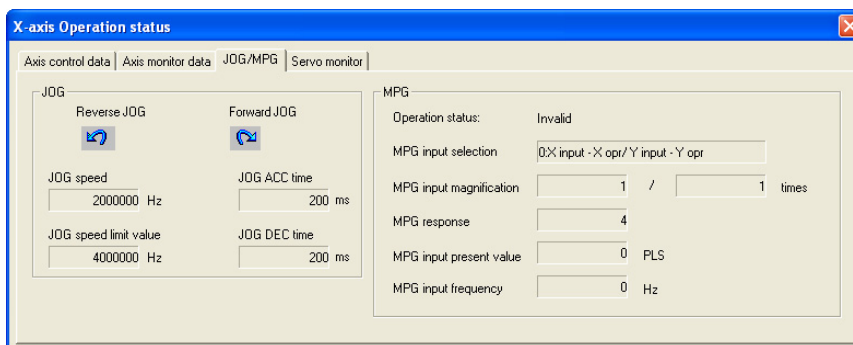 X-axis Operation status
Axis control data Axis monitor data JOG/MPG Servo monitor
JOG
Reverse JOG Forward JOG
JOG speed JOG ACC time
2000000 Hz 200 ms
JOG speed limit value JOG DEC time
4000000 Hz 200 ms
MPG
Operation status: Invalid
MPG input selection 0:X input - X opr/ Y input - Y opr
MPG input magnification 1 / 1 times
MPG response 4
MPG input present value 0 PLS
MPG input frequency 0 Hz